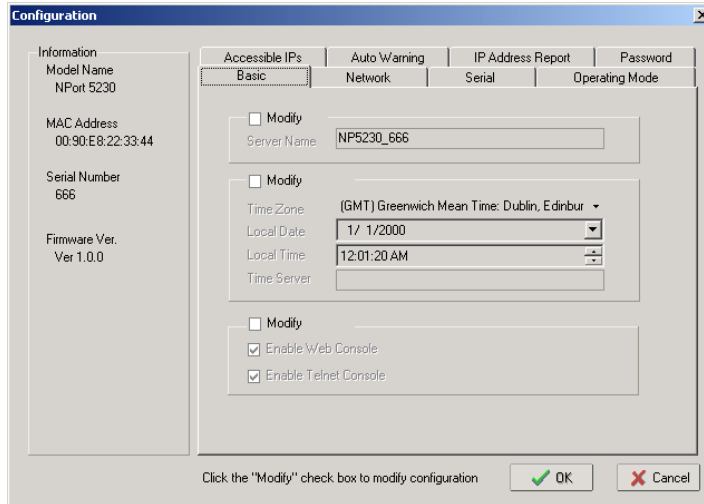 Configuration
Information
Model Name
NPort 5230
MAC Address
00:90:E8:22:33:44
Serial Number
666
Firmware Ver.
Ver 1.0.0
Accessible IPs
Auto Warning
IP Address Report
Password
Basic
Network
Serial
Operating Mode
Modify
Server Name
NP5230_666
Modify
Time Zone
(GMT) Greenwich Mean Time: Dublin, Edinbur
Local Date
1/ 1/2000
Local Time
12:01:20 AM
Time Server
Modify
Enable Web Console
Enable Telnet Console
Click the "Modify" check box to modify configuration
OK
Cancel